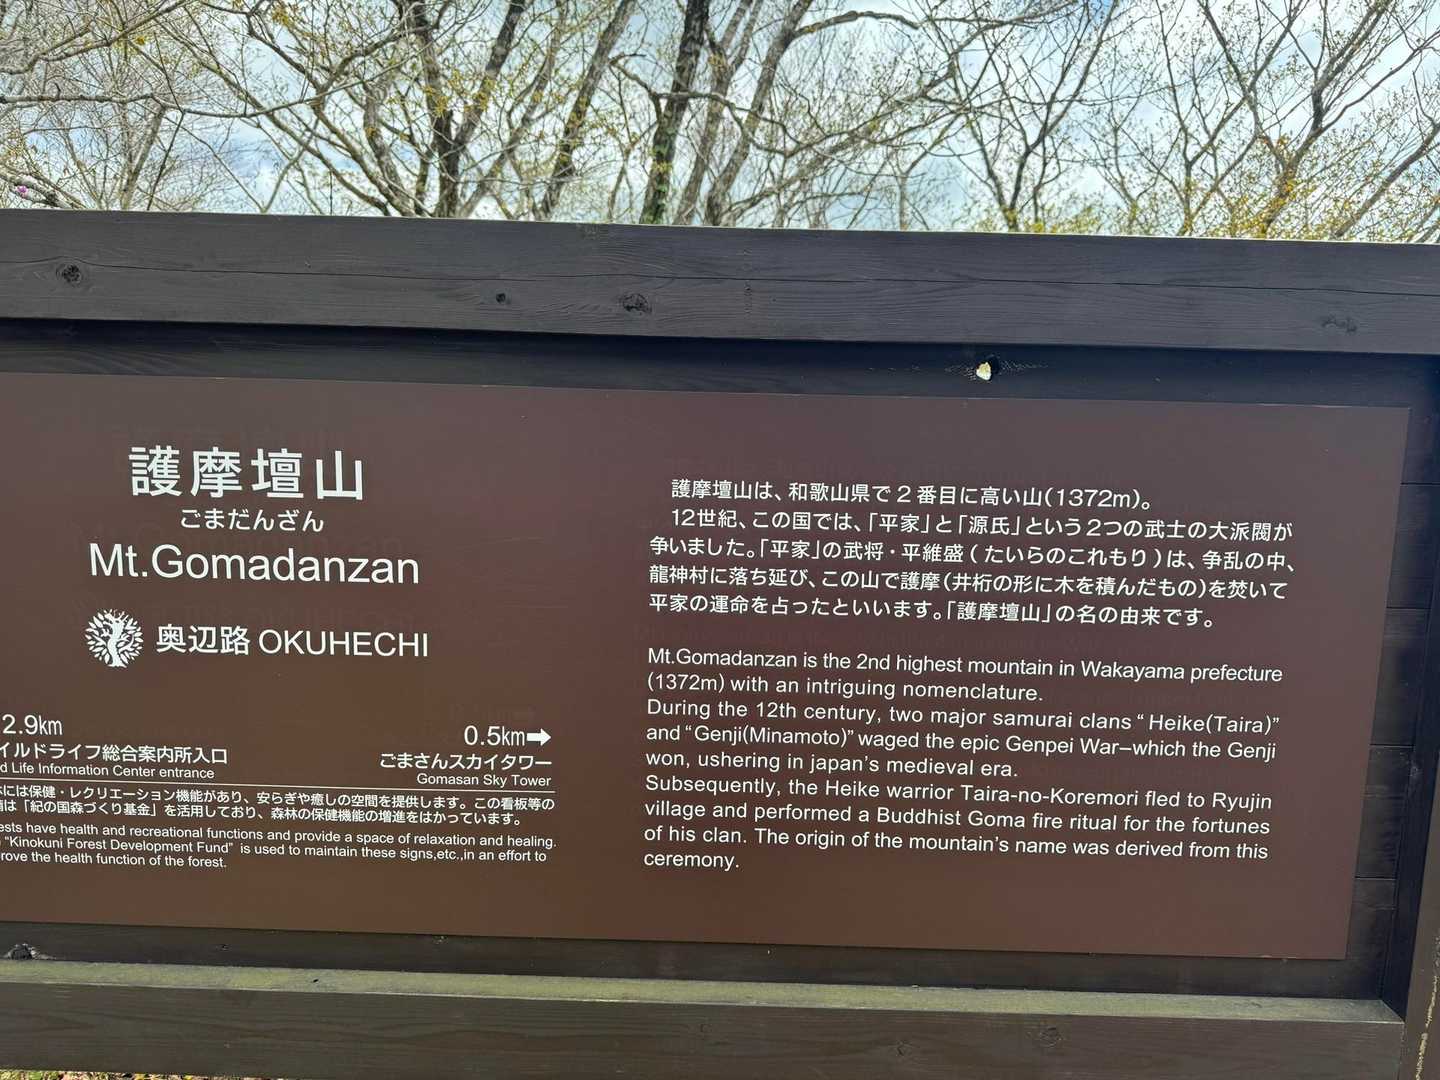 護摩壇山
ごまだんざん
Mt.Gomadanzan
奥辺路 OKUHECHI
2.9km
イルドライフ総合案内所入口
d Life Information Center entrance
0.5km➡
ごまさんスカイタワー
Gomasan Sky Tower
には保健・レクリエーション機能があり、安らぎや癒しの空間を提供します。この看板等の
は「紀の国森づくり基金」を活用しており、森林の保健機能の増進をはかっています。
ests have health and recreational functions and provide a space of relaxation and healing.
"Kinokuni Forest Development Fund" is used to maintain these signs,etc.,in an effort to
rove the health function of the forest.
護摩壇山は、和歌山県で2番目に高い山(1372m)。
12世紀、この国では、「平家」と「源氏」という2つの武士の大派閥が
争いました。「平家」の武将・平維盛(たいらのこれもり)は、争乱の中、
龍神村に落ち延び、この山で護摩(井桁の形に木を積んだもの)を焚いて
平家の運命を占ったといいます。「護摩壇山」の名の由来です。
Mt.Gomadanzan is the 2nd highest mountain in Wakayama prefecture
(1372m) with an intriguing nomenclature.
During the 12th century, two major samurai clans "Heike(Taira)"
and "Genji(Minamoto)" waged the epic Genpei War–which the Genji
won, ushering in japan's medieval era.
Subsequently, the Heike warrior Taira-no-Koremori fled to Ryujin
village and performed a Buddhist Goma fire ritual for the fortunes
of his clan. The origin of the mountain's name was derived from this
ceremony.